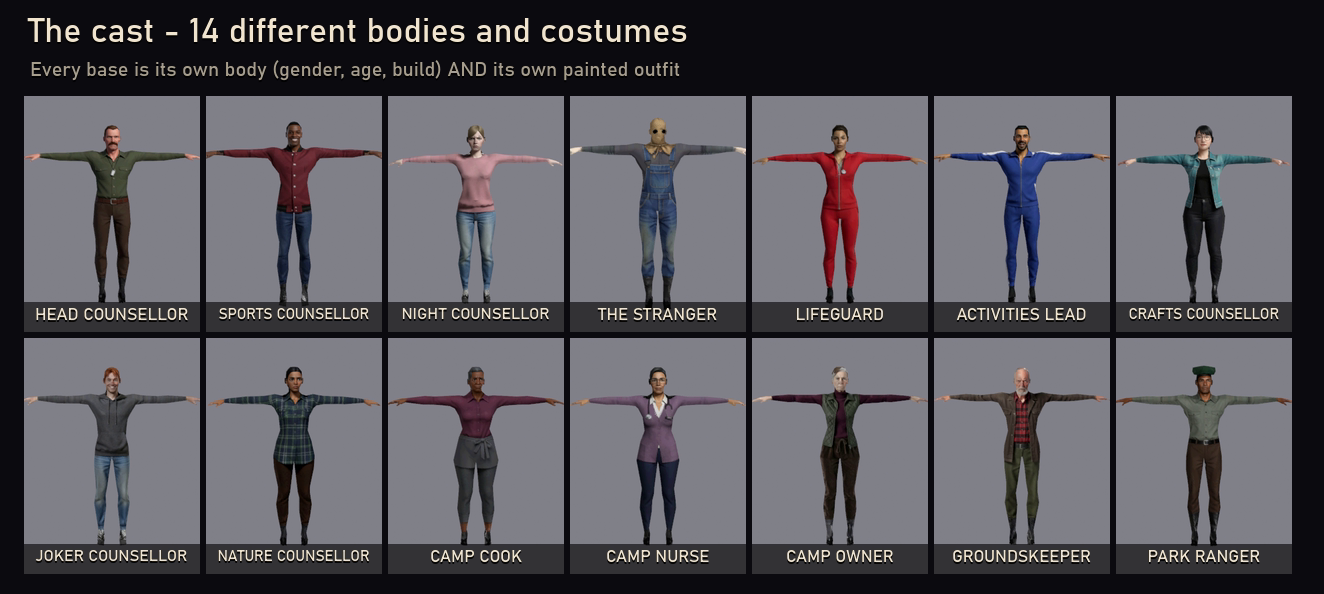 The cast - 14 different bodies and costumes
Every base is its own body (gender, age, build) AND its own painted outfit
HEAD COUNSELLOR
SPORTS COUNSELLOR
NIGHT COUNSELLOR
THE STRANGER
LIFEGUARD
ACTIVITIES LEAD
CRAFTS COUNSELLOR
JOKER COUNSELLOR
NATURE COUNSELLOR
CAMP COOK
CAMP NURSE
CAMP OWNER
GROUNDSKEEPER
PARK RANGER